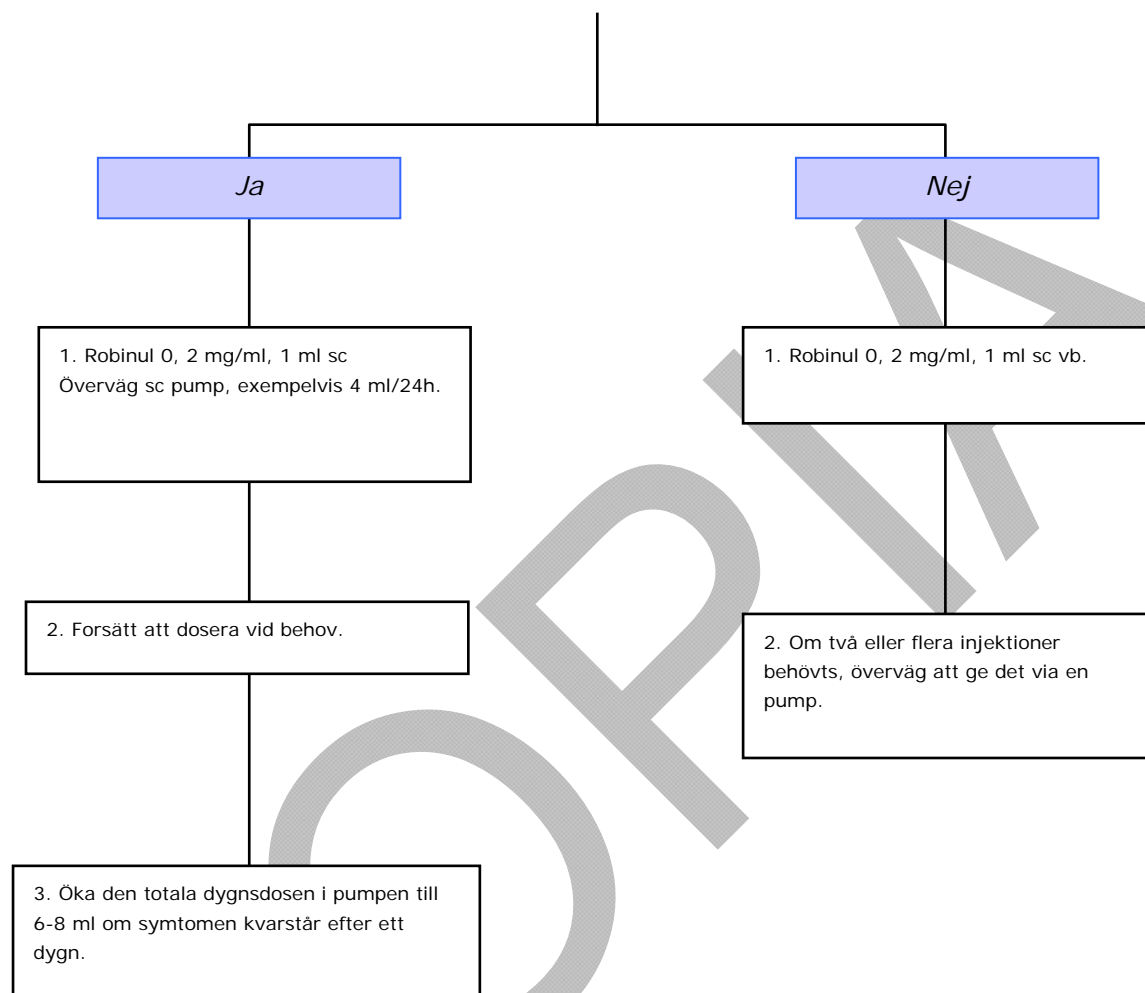 Ja
1. Robinul 0, 2 mg/ml, 1 ml sc
Överväg sc pump, exempelvis 4 ml/24h.
2. Forsätt att dosera vid behov.
3. Öka den totala dygnsdosen i pumpen till
6-8 ml om symtomen kvarstår efter ett
dygn.
Nej
1. Robinul 0, 2 mg/ml, 1 ml sc vb.
2. Om två eller flera injektioner
behövts, överväg att ge det via en
pump.
OPIA